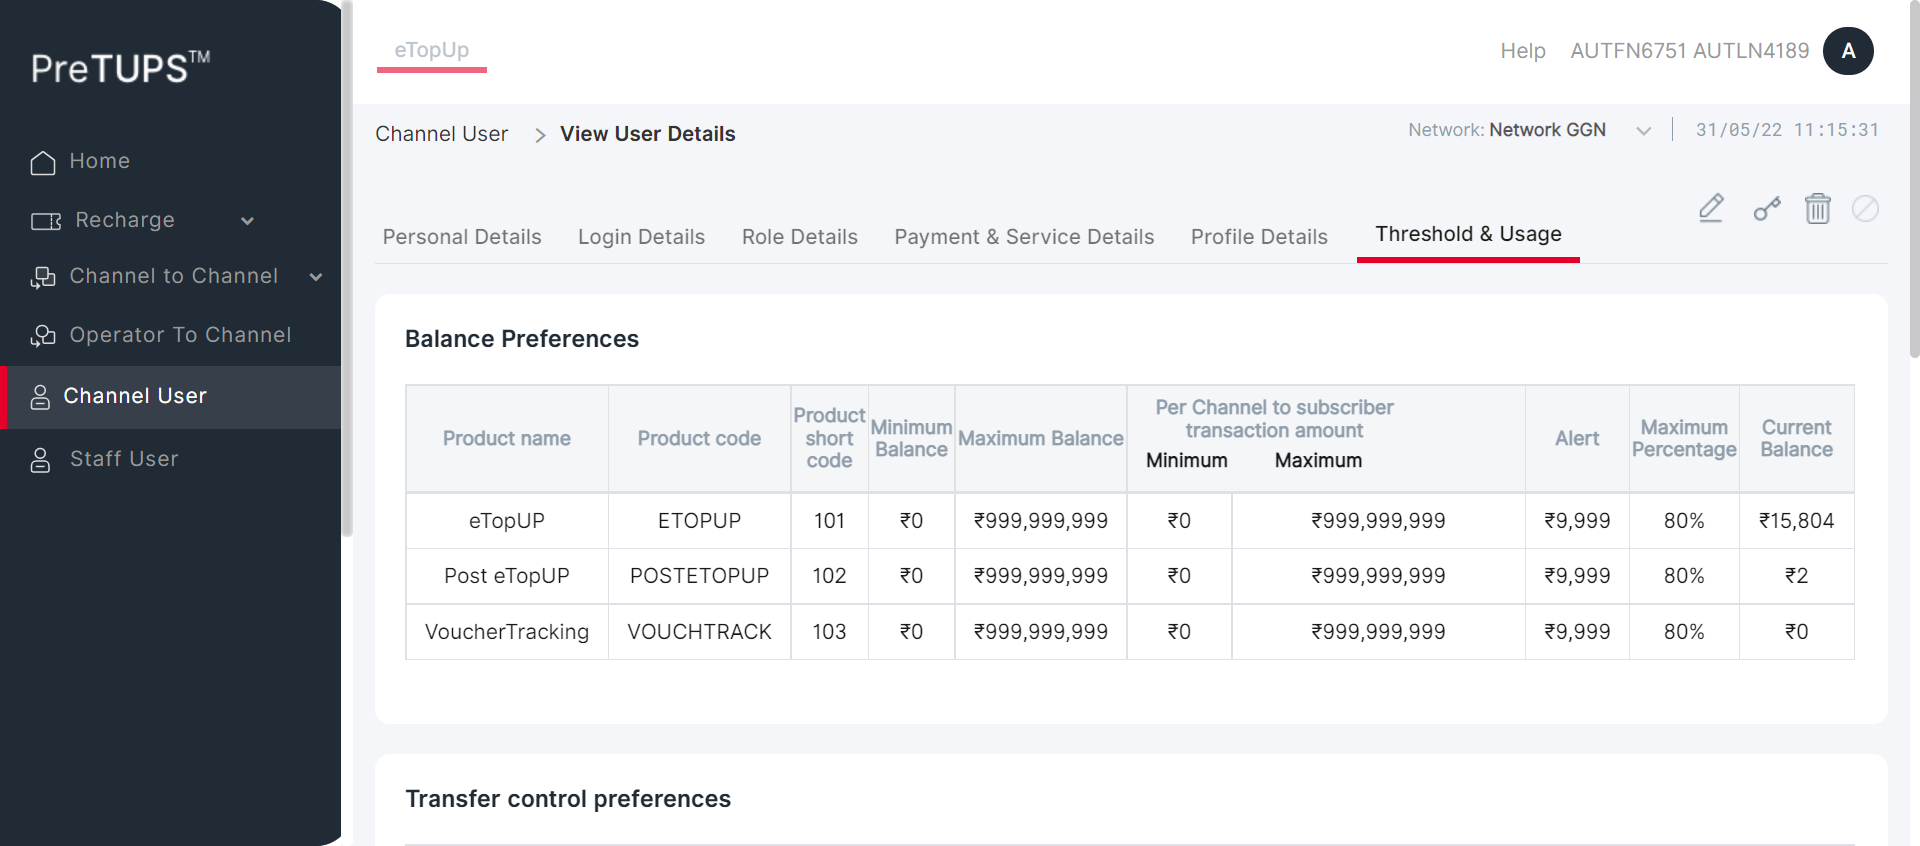 PreTUPS™
Home
Recharge
Channel to Channel
Operator To Channel
Channel User
Staff User
eTopUp
Help AUTFN6751 AUTLN4189 A
Channel User > View User Details
Network: Network GGN 31/05/22 11:15:31
Personal Details Login Details Role Details Payment & Service Details Profile Details Threshold & Usage
Balance Preferences
Product name Product code Product short code Minimum Balance Maximum Balance Per Channel to subscriber transaction amount Minimum Maximum Alert Maximum Percentage Current Balance
eTopUP ETOPUP 101 ₹0 ₹999,999,999 ₹0 ₹999,999,999 ₹9,999 80% ₹15,804
Post eTopUP POSTETOPUP 102 ₹0 ₹999,999,999 ₹0 ₹999,999,999 ₹9,999 80% ₹2
VoucherTracking VOUCHTRACK 103 ₹0 ₹999,999,999 ₹0 ₹999,999,999 ₹9,999 80% ₹0
Transfer control preferences